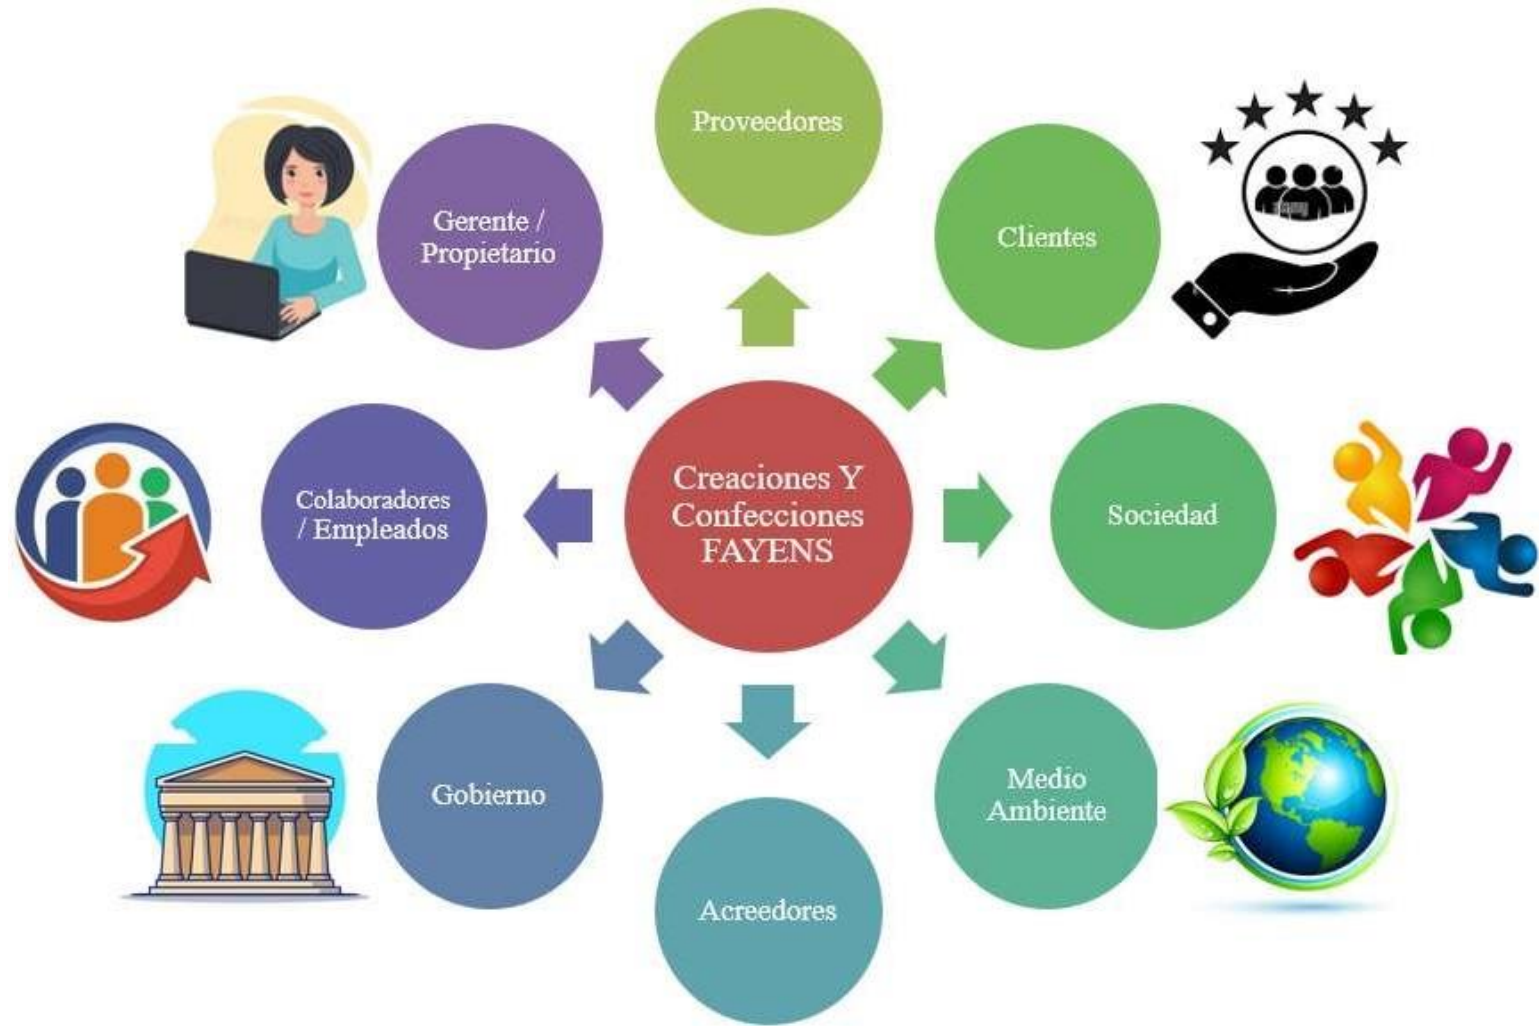 Proveedores
Gerente /
Propietario
Clientes
Colaboradores
/ Empleados
Creaciones Y
Confecciones
FAYENS
Sociedad
Gobierno
Medio
Ambiente
Acreedores